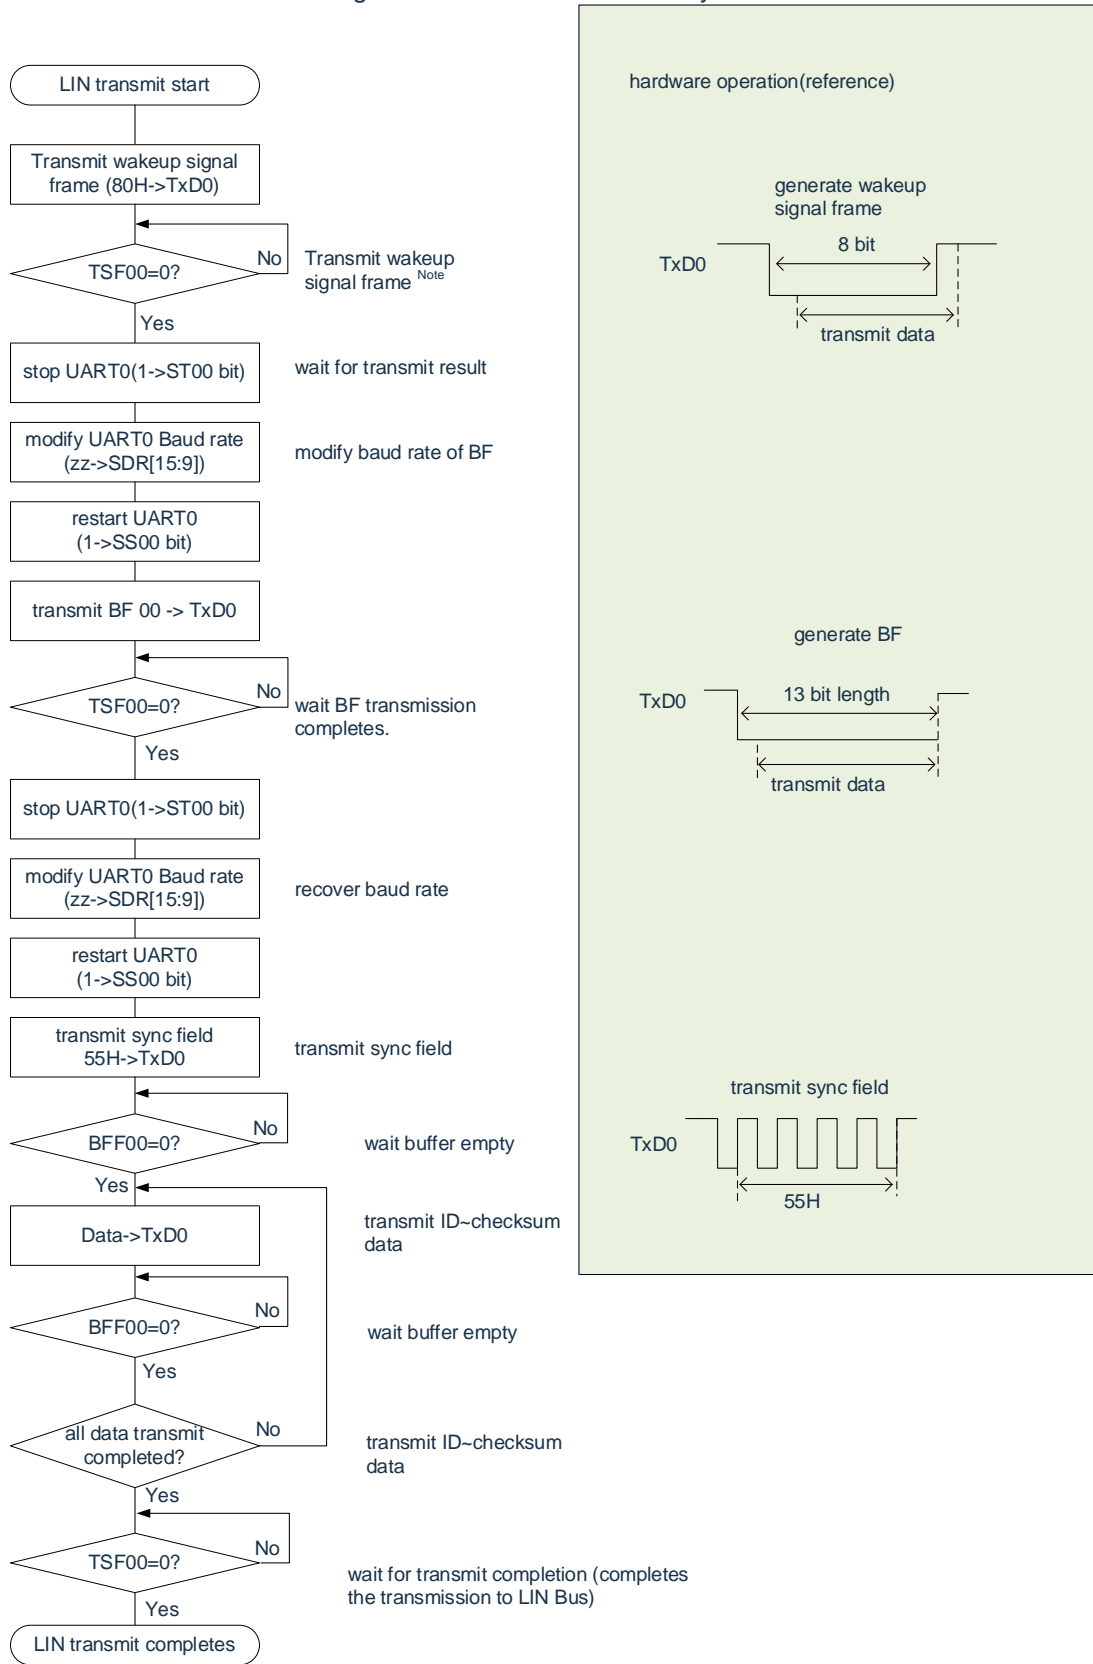 LIN transmit start
Transmit wakeup signal
frame (80H->TxD0)
TSF00=0?
No
Transmit wakeup
signal frame Note
Yes
stop UART0(1->ST00 bit)
wait for transmit result
modify UART0 Baud rate
(zz->SDR[15:9])
modify baud rate of BF
restart UART0
(1->SS00 bit)
transmit BF 00 -> TxD0
TSF00=0?
No
wait BF transmission
completes.
Yes
stop UART0(1->ST00 bit)
modify UART0 Baud rate
(zz->SDR[15:9])
recover baud rate
restart UART0
(1->SS00 bit)
transmit sync field
55H->TxD0
transmit sync field
BFF00=0?
No
wait buffer empty
Yes
Data->TxD0
transmit ID~checksum
data
BFF00=0?
No
wait buffer empty
Yes
all data transmit
completed?
No
transmit ID~checksum
data
Yes
TSF00=0?
No
wait for transmit completion (completes
the transmission to LIN Bus)
Yes
LIN transmit completes
hardware operation(reference)
generate wakeup
signal frame
TxD0
8 bit
transmit data
generate BF
TxD0
13 bit length
transmit data
transmit sync field
TxD0
55H